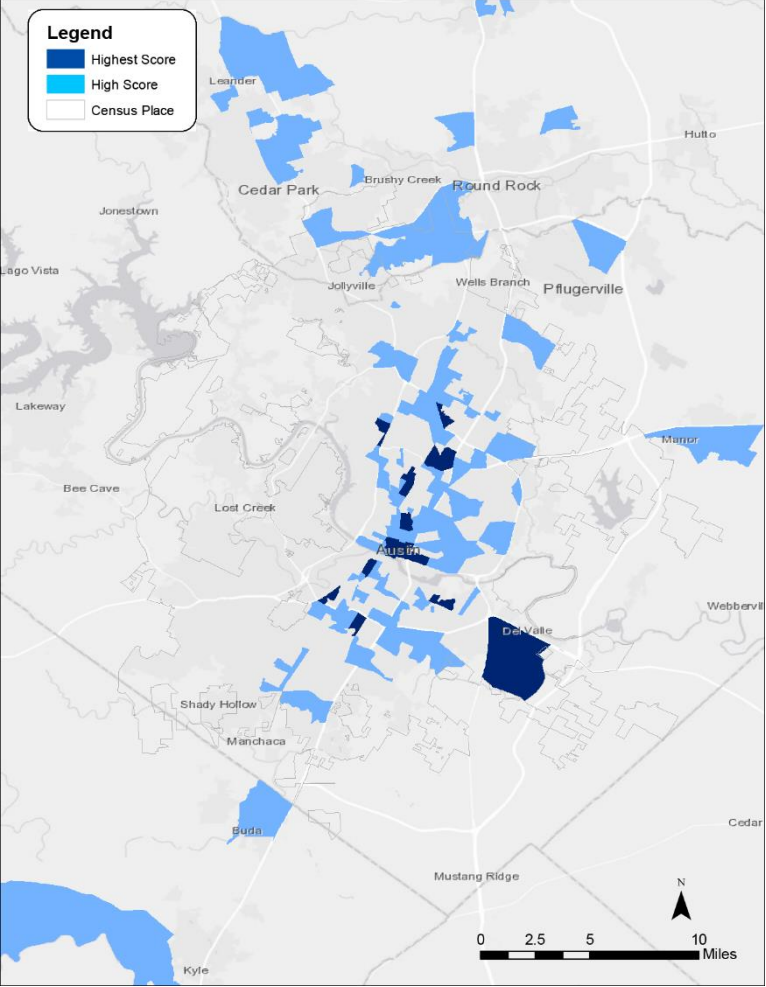 Legend
Highest Score
High Score
Census Place
Leander
Hutto
Brushy Creek
Cedar Park
Round Rock
Jonestown
Lago Vista
Jollyville
Wells Branch
Pflugerville
Lakeway
Manor
Bee Cave
Lost Creek
Austin
Webbervill
Del Valle
Shady Hollow
Manchaca
Cedar
Buda
Mustang Ridge
N
0 2.5 5 10
Miles
Kyle